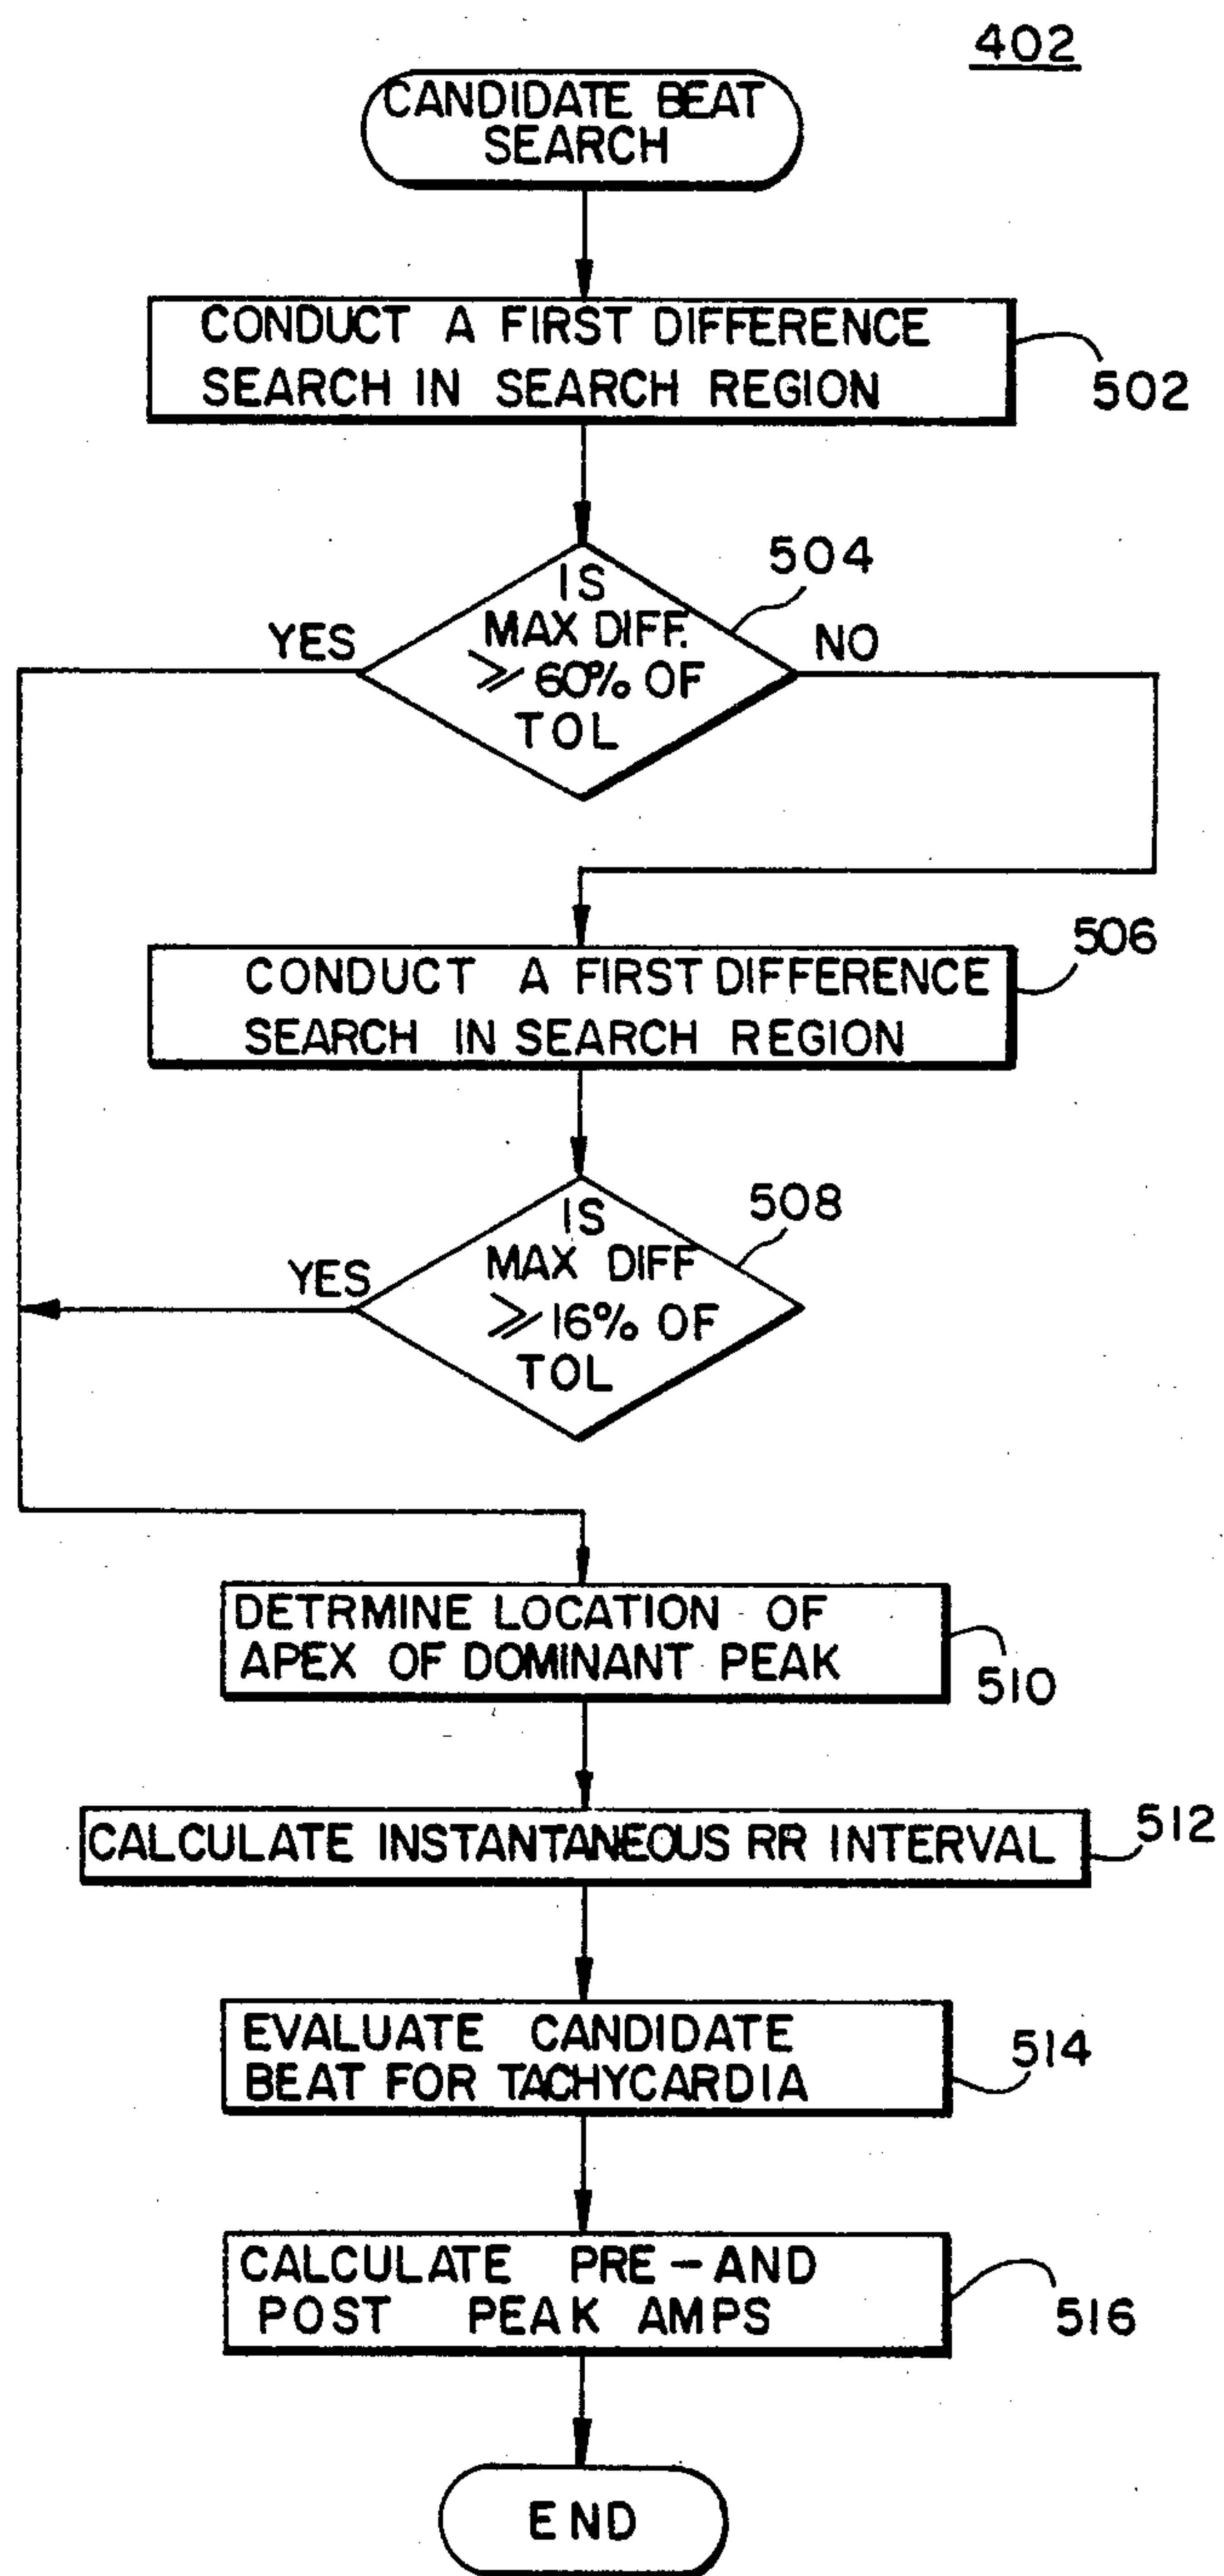 402
CANDIDATE BEAT
SEARCH
CONDUCT A FIRST DIFFERENCE
SEARCH IN SEARCH REGION
502
504
IS
MAX DIFF.
≥ 60% OF
TOL
YES
NO
506
CONDUCT A FIRST DIFFERENCE
SEARCH IN SEARCH REGION
508
IS
MAX DIFF
≥ 16% OF
TOL
YES
DETRMINE LOCATION OF
APEX OF DOMINANT PEAK
510
CALCULATE INSTANTANEOUS RR INTERVAL
512
EVALUATE CANDIDATE
BEAT FOR TACHYCARDIA
514
CALCULATE PRE-AND
POST PEAK AMPS
516
END